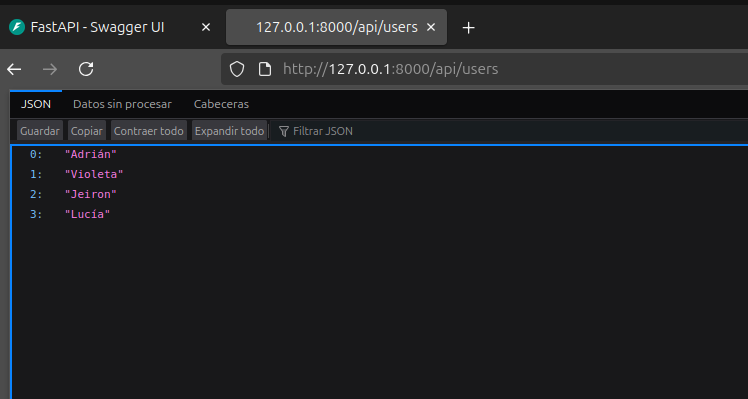 FastAPI - Swagger UI
127.0.0.1:8000/api/users
http://127.0.0.1:8000/api/users
JSON Datos sin procesar Cabeceras
Guardar Copiar Contraer todo Expandir todo Filtrar JSON
0: "Adrián"
1: "Violeta"
2: "Jeiron"
3: "Lucía"